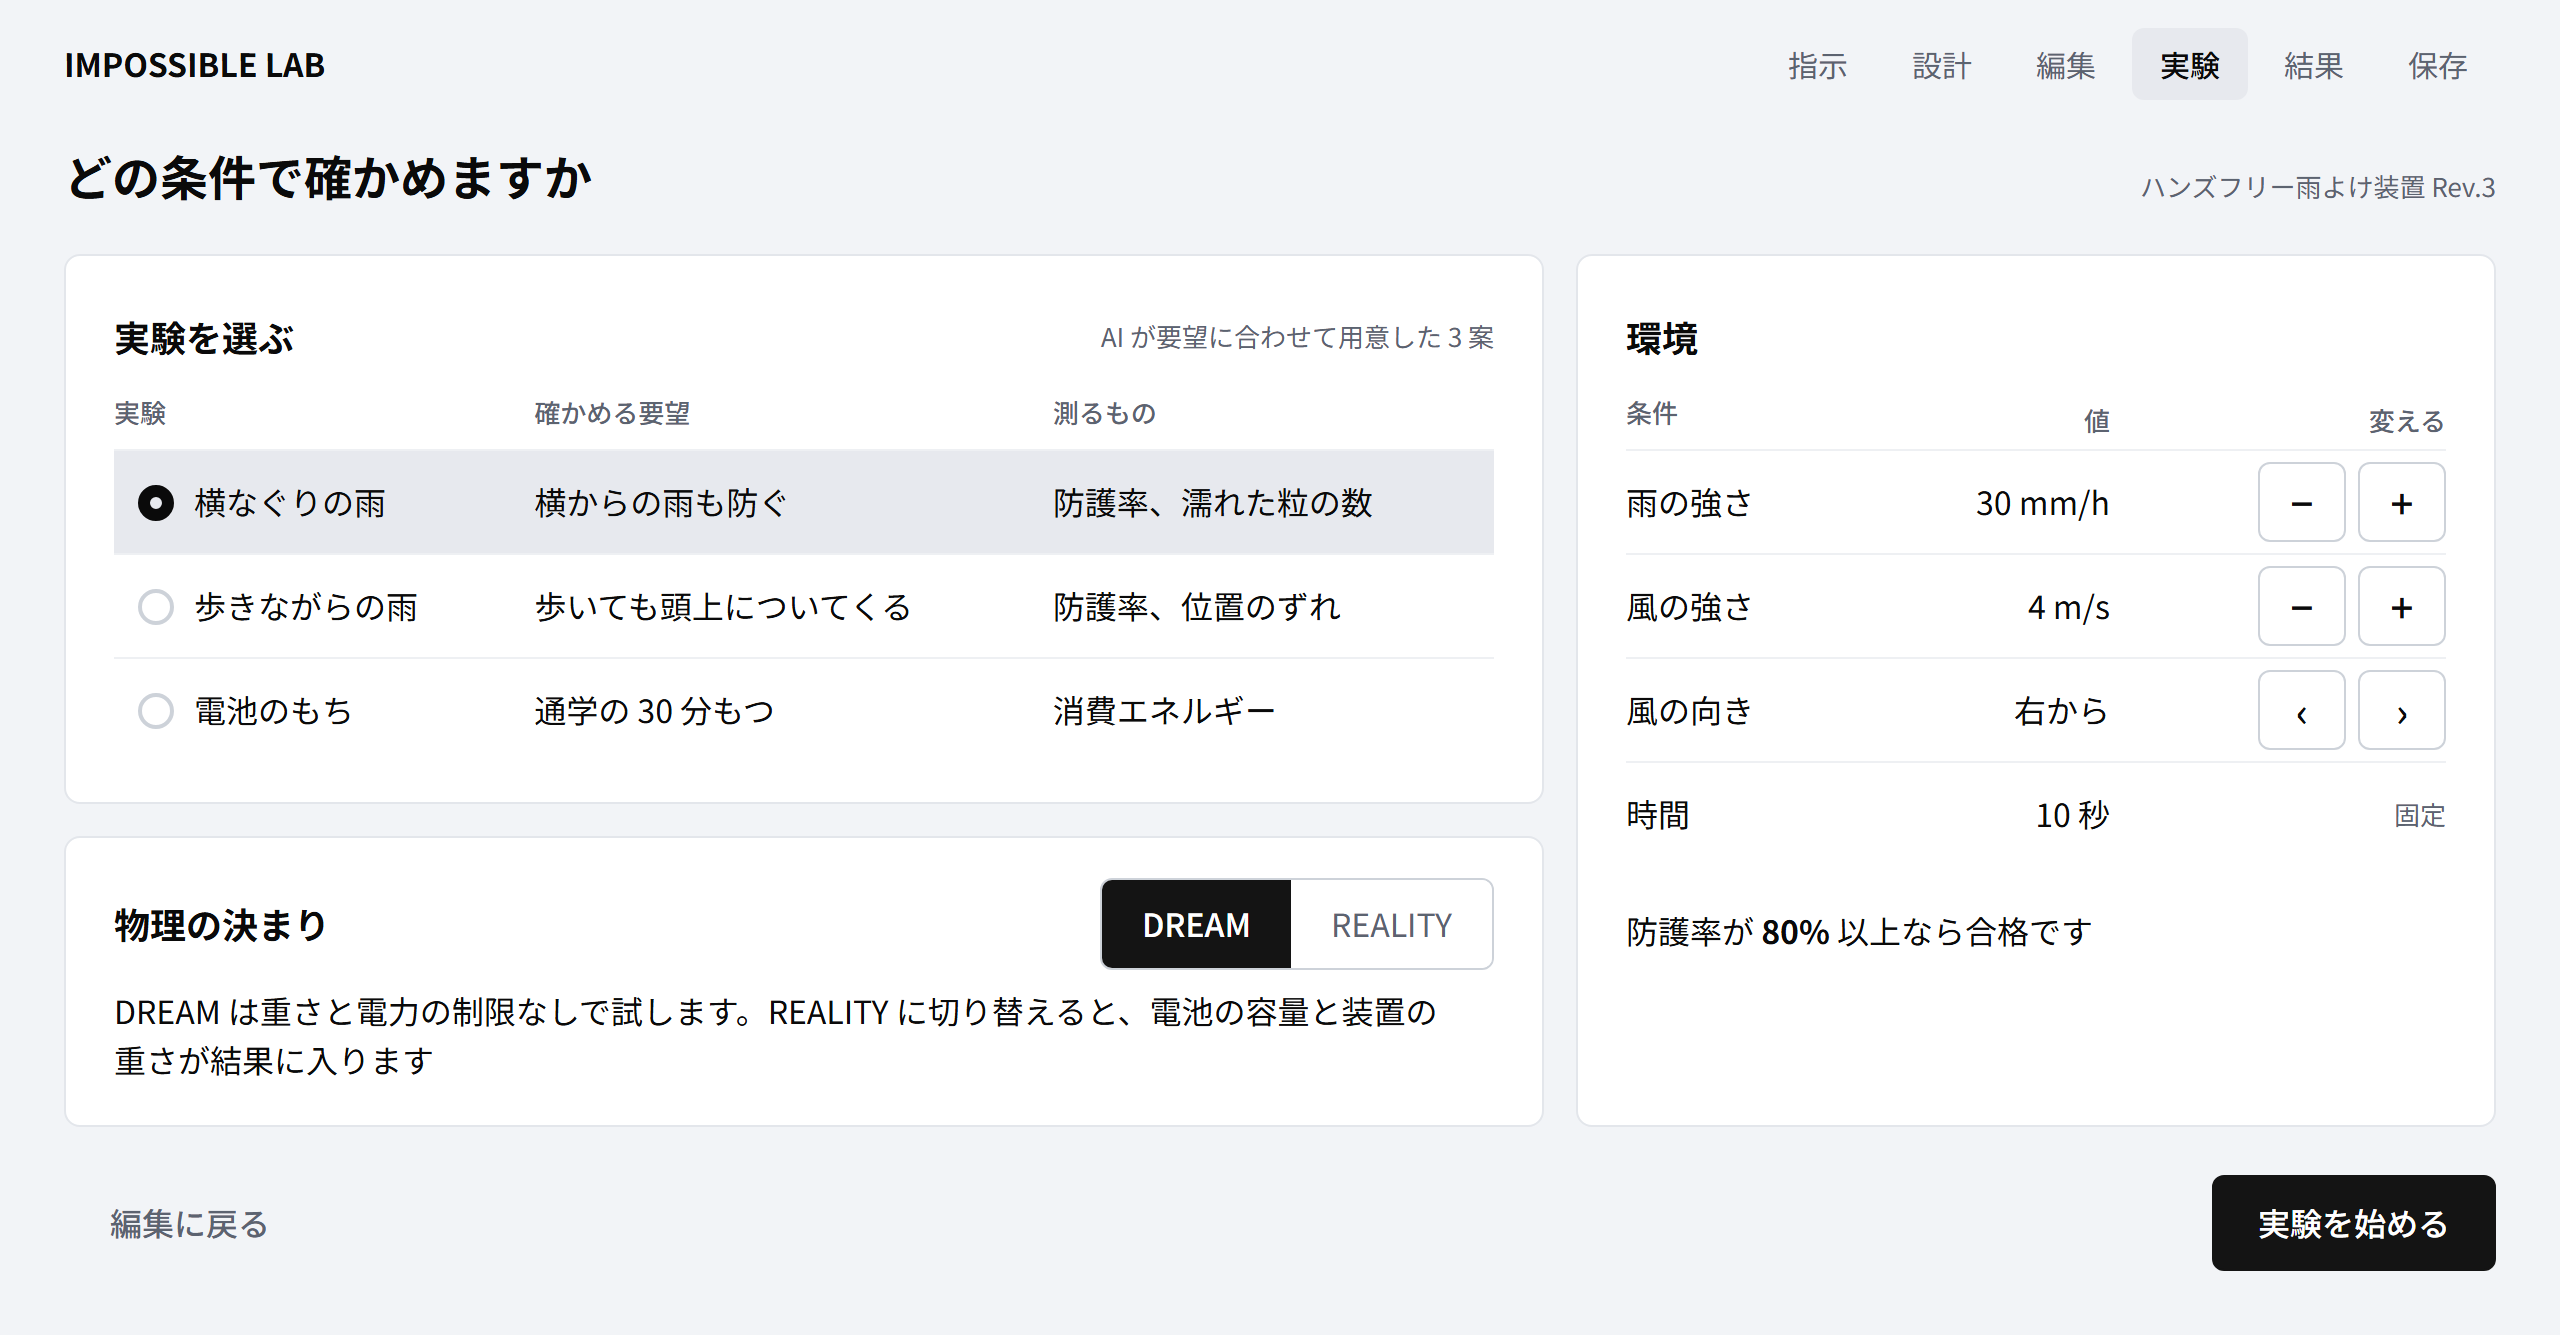 IMPOSSIBLE LAB
指示 設計 編集 実験 結果 保存
どの条件で確かめますか
ハンズフリー雨よけ装置 Rev.3
実験を選ぶ
AI が要望に合わせて用意した 3 案
実験 確かめる要望 測るもの
横なぐりの雨 横からの雨も防ぐ 防護率、濡れた粒の数
歩きながらの雨 歩いても頭上についてくる 防護率、位置のずれ
電池のもち 通学の 30 分もつ 消費エネルギー
物理の決まり
DREAM REALITY
DREAM は重さと電力の制限なしで試します。REALITY に切り替えると、電池の容量と装置の
重さが結果に入ります
環境
条件 値 変える
雨の強さ 30 mm/h − +
風の強さ 4 m/s − +
風の向き 右から ‹ ›
時間 10 秒 固定
防護率が 80% 以上なら合格です
編集に戻る
実験を始める